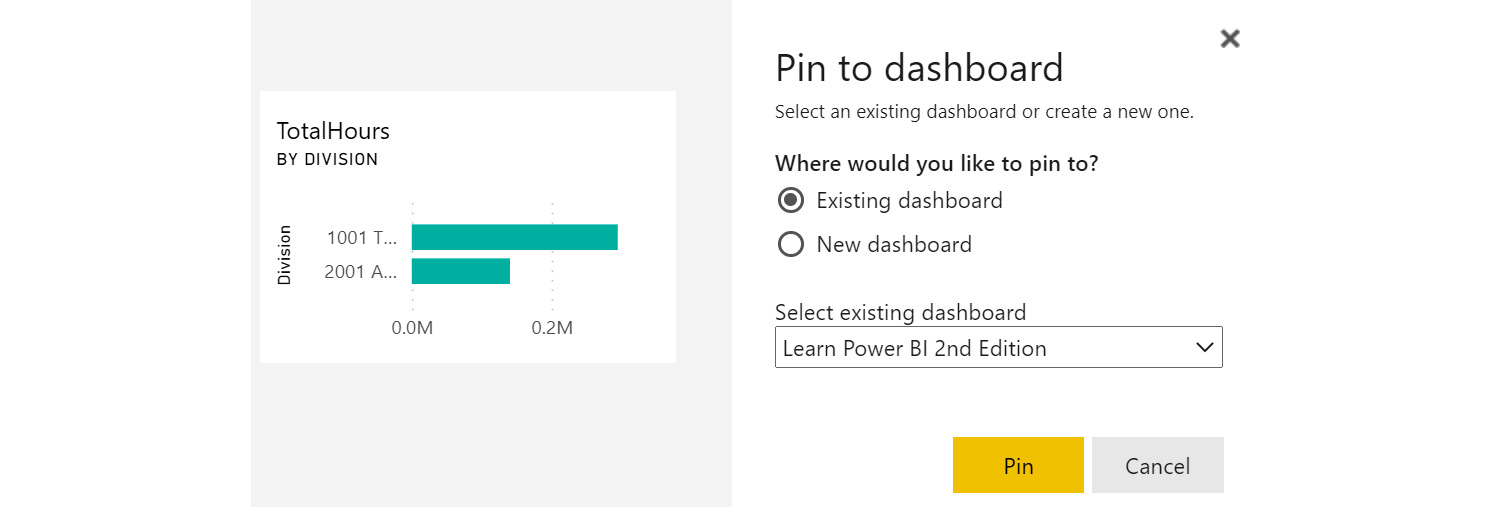 TotalHours
BY DIVISION
Division
1001 T...
2001 A...
0.0M 0.2M
Pin to dashboard
Select an existing dashboard or create a new one.
Where would you like to pin to?
Existing dashboard
New dashboard
Select existing dashboard
Learn Power BI 2nd Edition
Pin Cancel